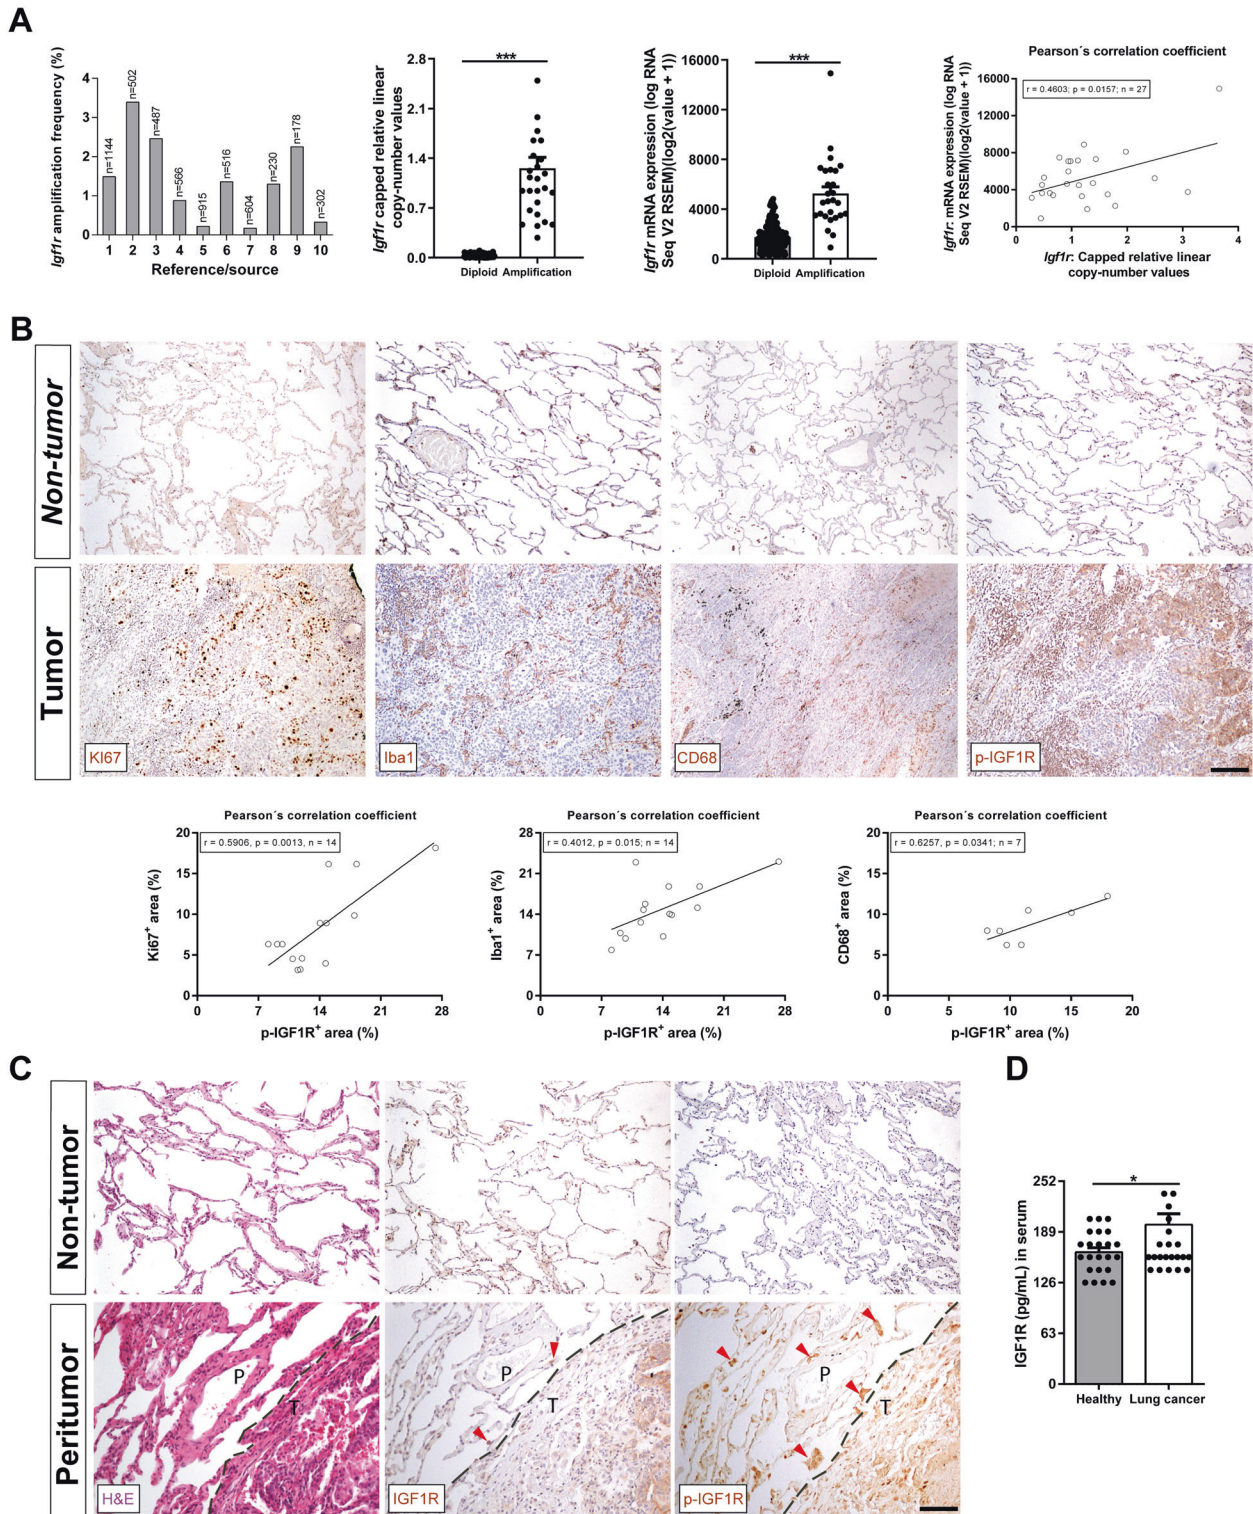 A
Igf1r amplification frequency (%)
4
3
2
1
0
n=1144
n=502
n=487
n=566
n=915
n=516
n=604
n=230
n=178
n=302
1 2 3 4 5 6 7 8 9 10
Reference/source
Igf1r capped relative linear
copy-number values
2.8
2.1
1.4
0.7
0.0
***
Diploid Amplification
Igf1r mRNA expression (log RNA
Seq V2 RSEM)(log2(value + 1))
16000
12000
8000
4000
0
***
Diploid Amplification
Pearson´s correlation coefficient
Igf1r: mRNA expression (log RNA
Seq V2 RSEM)(log2(value + 1))
16000
12000
8000
4000
0
r = 0.4603; p = 0.0157; n = 27
0 1 2 3 4
Igf1r: Capped relative linear
copy-number values
B
Non-tumor
Tumor
KI67
Iba1
CD68
p-IGF1R
Pearson´s correlation coefficient
r = 0.5906, p = 0.0013, n = 14
Ki67+ area (%)
20
15
10
5
0
0 7 14 21 28
p-IGF1R+ area (%)
Pearson´s correlation coefficient
r = 0.4012, p = 0.015; n = 14
Iba1+ area (%)
28
21
14
7
0
0 7 14 21 28
p-IGF1R+ area (%)
Pearson´s correlation coefficient
r = 0.6257, p = 0.0341; n = 7
CD68+ area (%)
20
15
10
5
0
0 5 10 15 20
p-IGF1R+ area (%)
C
Non-tumor
Peritumor
P
T
H&E
P
T
IGF1R
P
T
p-IGF1R
D
IGF1R (pg/mL) in serum
252
189
126
63
0
*
Healthy Lung cancer